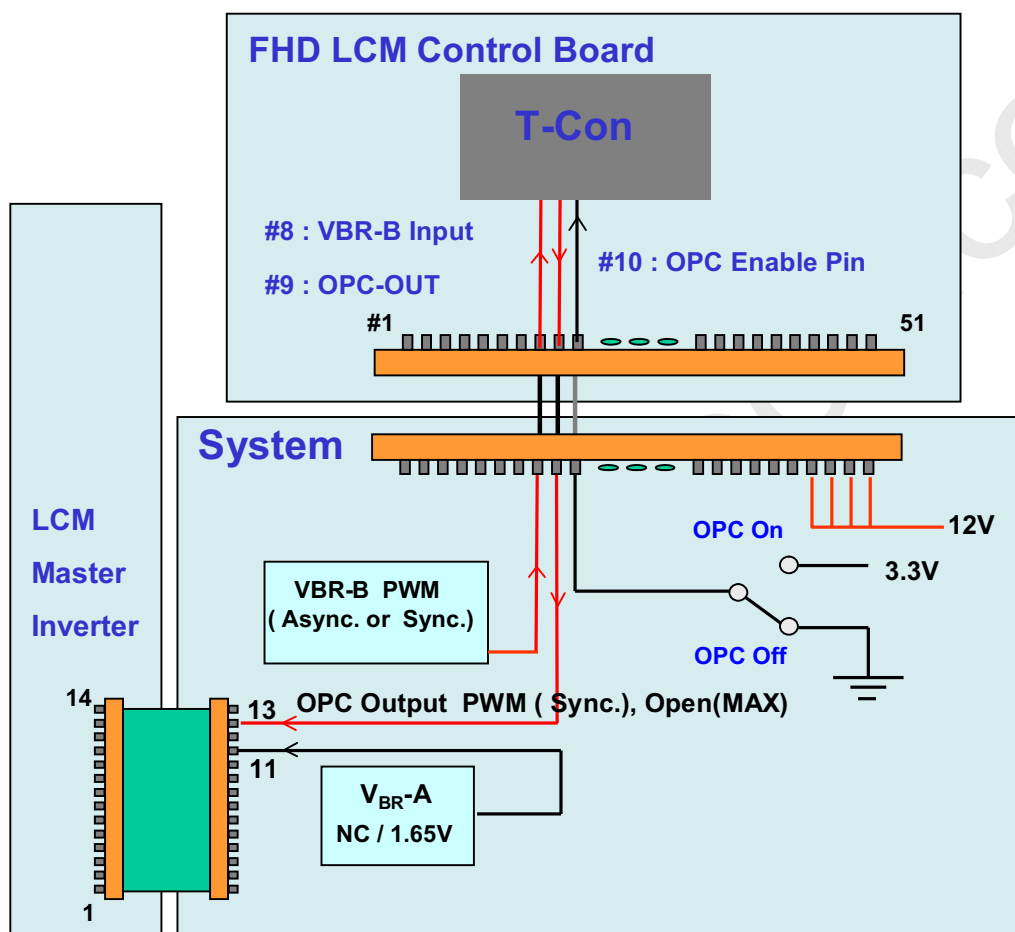 FHD LCM Control Board
T-Con
#8 : VBR-B Input
#9 : OPC-OUT
#10 : OPC Enable Pin
#1
51
System
LCM
Master
Inverter
OPC On
12V
3.3V
VBR-B PWM
( Async. or Sync.)
OPC Off
14
13
OPC Output PWM ( Sync.), Open(MAX)
11
VBR-A
NC / 1.65V
1